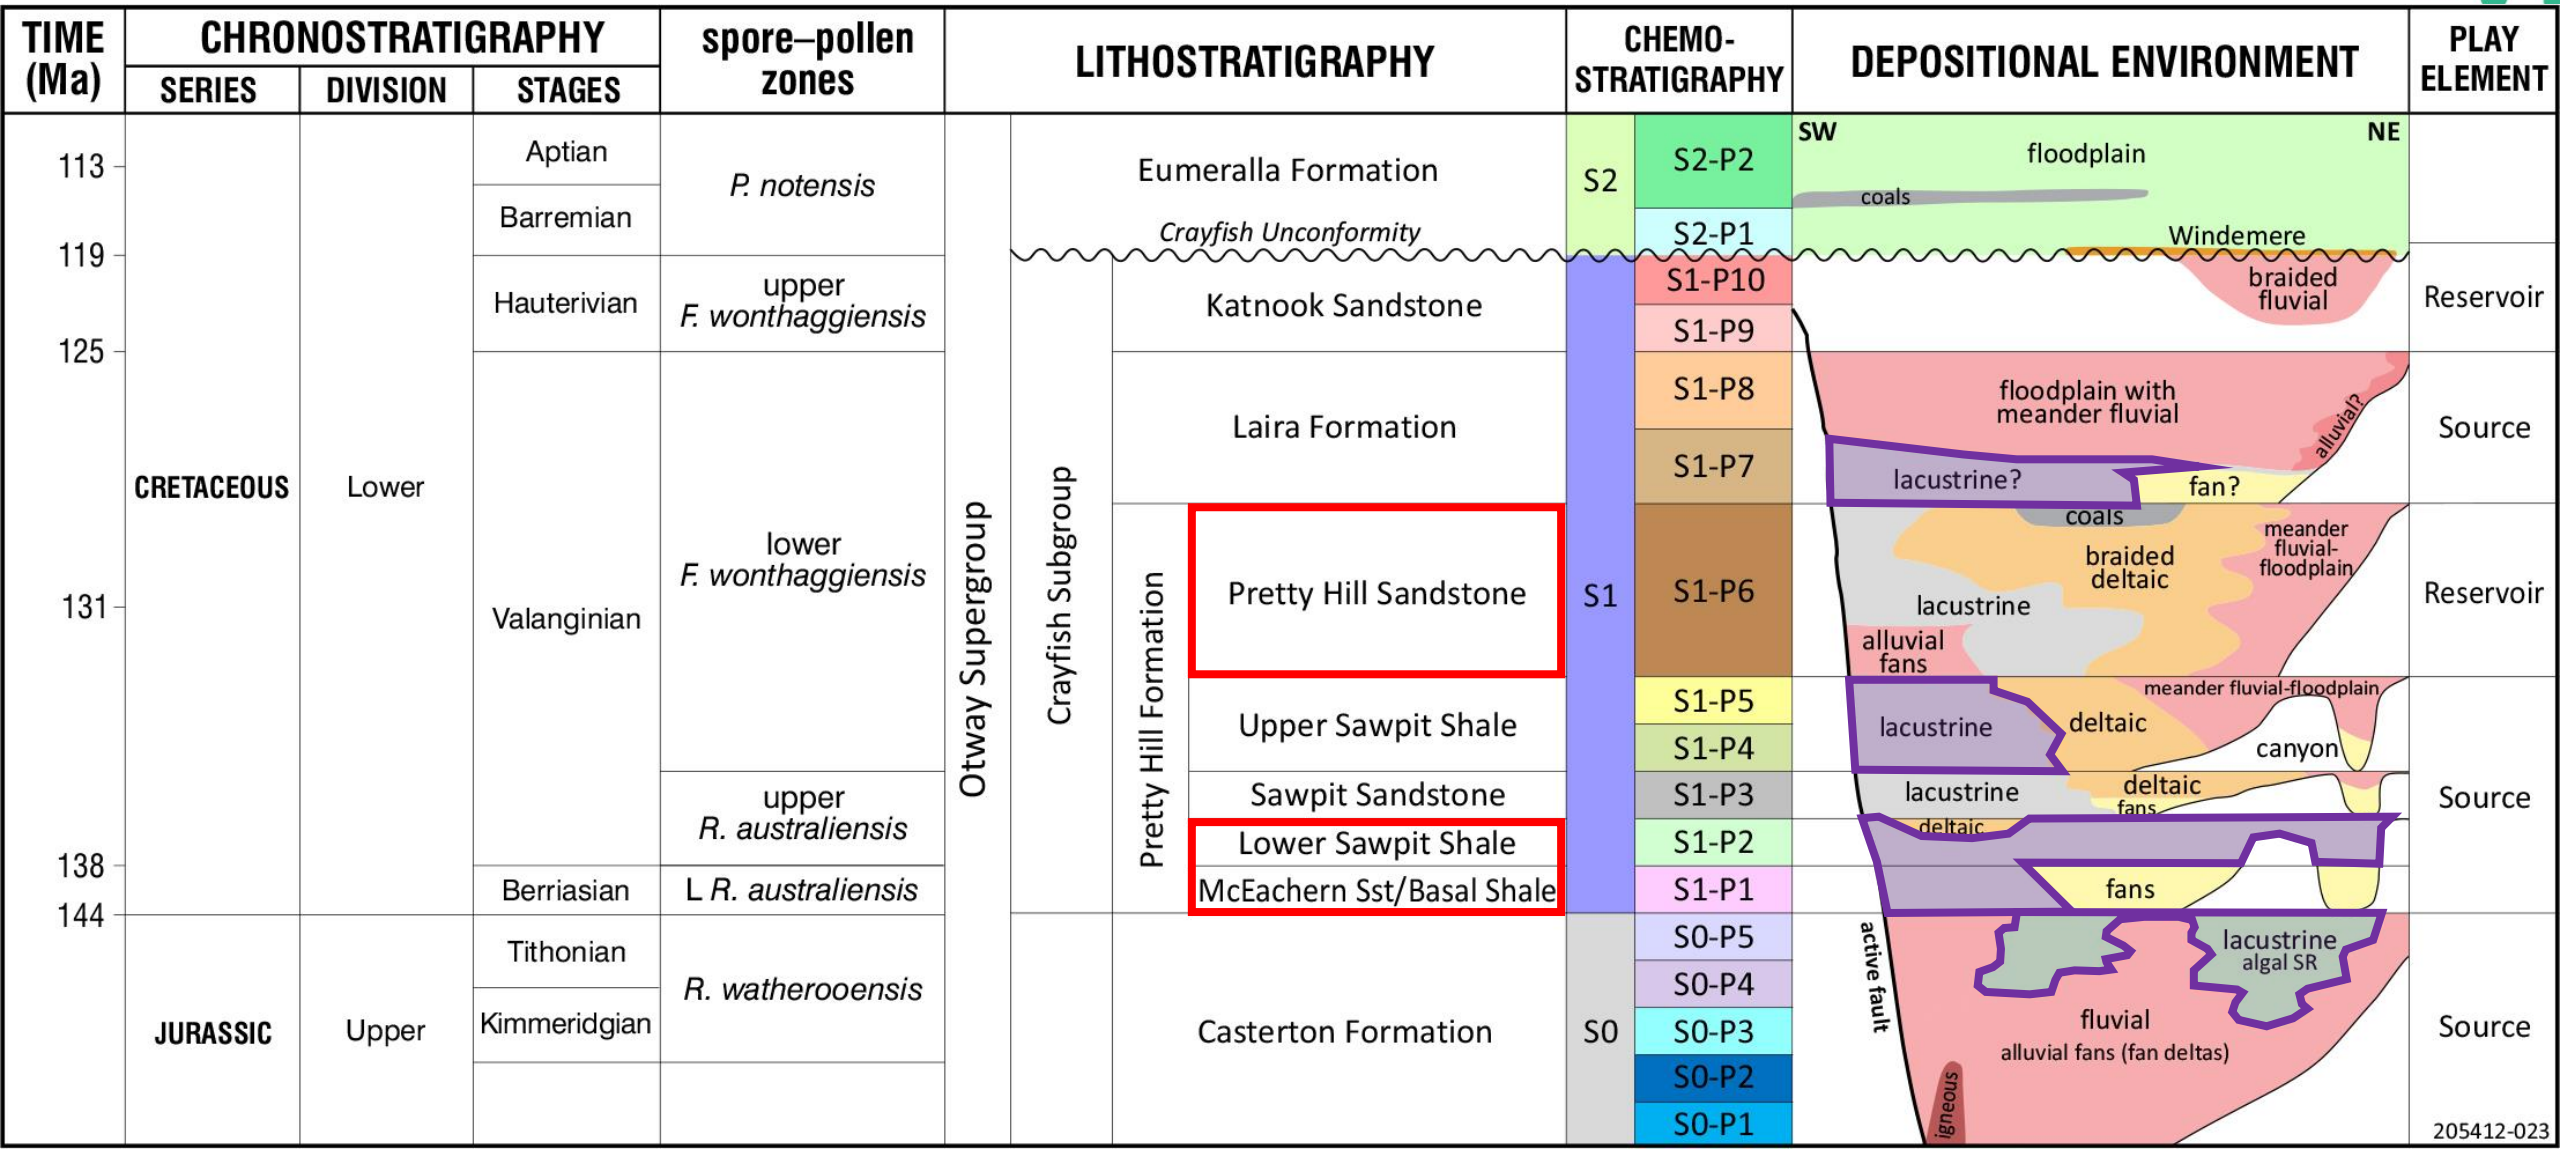 TIME
(Ma)
CHRONOSTRATIGRAPHY
SERIES
DIVISION
STAGES
spore–pollen
zones
LITHOSTRATIGRAPHY
CHEMO-
STRATIGRAPHY
DEPOSITIONAL ENVIRONMENT
PLAY
ELEMENT
113
119
125
131
138
144
CRETACEOUS
JURASSIC
Lower
Upper
Aptian
Barremian
Hauterivian
Valanginian
Berriasian
Tithonian
Kimmeridgian
P. notensis
upper
F. wonthaggiensis
lower
F. wonthaggiensis
upper
R. australiensis
L R. australiensis
R. watherooensis
Otway Supergroup
Crayfish Subgroup
Pretty Hill Formation
Eumeralla Formation
Crayfish Unconformity
Katnook Sandstone
Laira Formation
Pretty Hill Sandstone
Upper Sawpit Shale
Sawpit Sandstone
Lower Sawpit Shale
McEachern Sst/Basal Shale
Casterton Formation
S2
S1
S0
S2-P2
S2-P1
S1-P10
S1-P9
S1-P8
S1-P7
S1-P6
S1-P5
S1-P4
S1-P3
S1-P2
S1-P1
S0-P5
S0-P4
S0-P3
S0-P2
S0-P1
SW
NE
floodplain
coals
Windemere
braided
fluvial
floodplain with
meander fluvial
alluvial?
lacustrine?
fan?
coals
meander
fluvial-
floodplain
braided
deltaic
lacustrine
alluvial
fans
meander fluvial-floodplain
lacustrine
deltaic
canyon
lacustrine
deltaic
fans
deltaic
fans
active fault
lacustrine
algal SR
fluvial
alluvial fans (fan deltas)
igneous
Reservoir
Source
Reservoir
Source
Source
205412-023